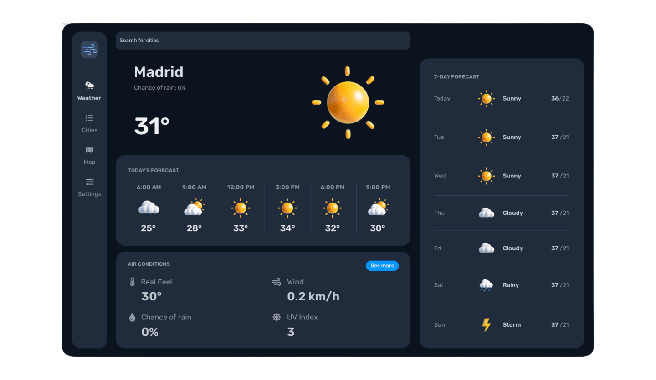 Search for cities
Weather
Cities
Map
Settings
Madrid
Chance of rain: 0%
31°
TODAY'S FORECAST
6:00 AM 9:00 AM 12:00 PM 3:00 PM 6:00 PM 9:00 PM
25° 28° 33° 34° 32° 30°
AIR CONDITIONS
See more
Real Feel
30°
Wind
0.2 km/h
Chance of rain
0%
UV Index
3
7-DAY FORECAST
Today Sunny 36/22
Tue Sunny 37/21
Wed Sunny 37/21
Thu Cloudy 37/21
Fri Cloudy 37/21
Sat Rainy 37/21
Sun Storm 37/21